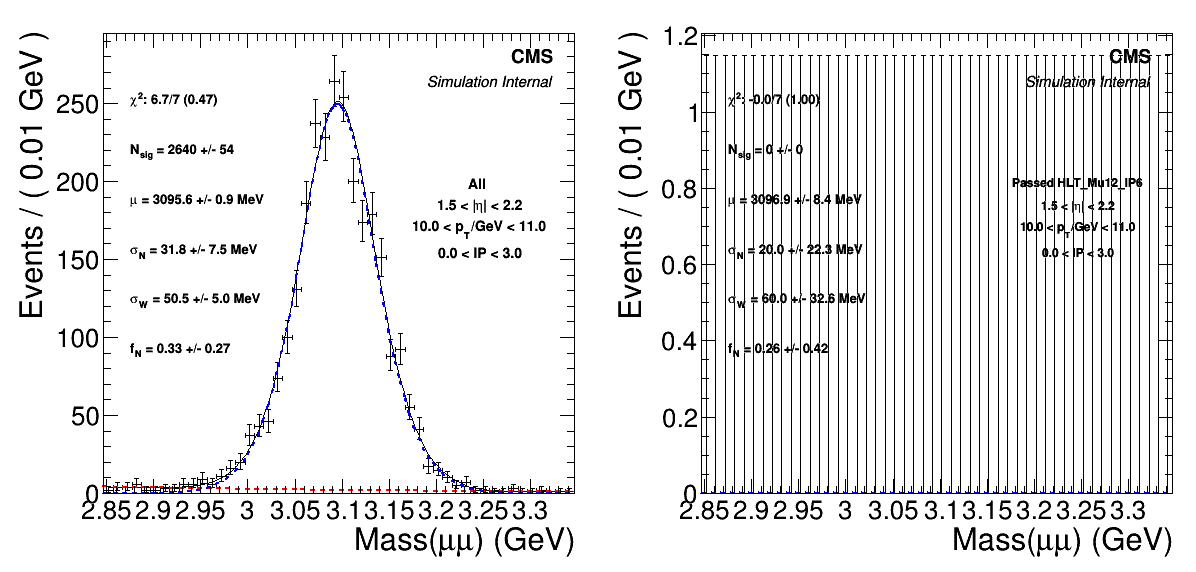 CMS
Simulation Internal
χ²: 6.7/7 (0.47)
N_sig = 2640 +/- 54
μ = 3095.6 +/- 0.9 MeV
σ_N = 31.8 +/- 7.5 MeV
σ_W = 50.5 +/- 5.0 MeV
f_N = 0.33 +/- 0.27
All
1.5 < |η| < 2.2
10.0 < p_T/GeV < 11.0
0.0 < IP < 3.0
Events / ( 0.01 GeV )
250
200
150
100
50
0
2.85 2.9 2.95 3 3.05 3.1 3.15 3.2 3.25 3.3
Mass(μμ) (GeV)
CMS
Simulation Internal
χ²: -0.0/7 (1.00)
N_sig = 0 +/- 0
μ = 3096.9 +/- 8.4 MeV
σ_N = 20.0 +/- 22.3 MeV
σ_W = 60.0 +/- 32.6 MeV
f_N = 0.26 +/- 0.42
Passed HLT_Mu12_IP6
1.5 < |η| < 2.2
10.0 < p_T/GeV < 11.0
0.0 < IP < 3.0
Events / ( 0.01 GeV )
1.2
1
0.8
0.6
0.4
0.2
0
2.85 2.9 2.95 3 3.05 3.1 3.15 3.2 3.25 3.3
Mass(μμ) (GeV)